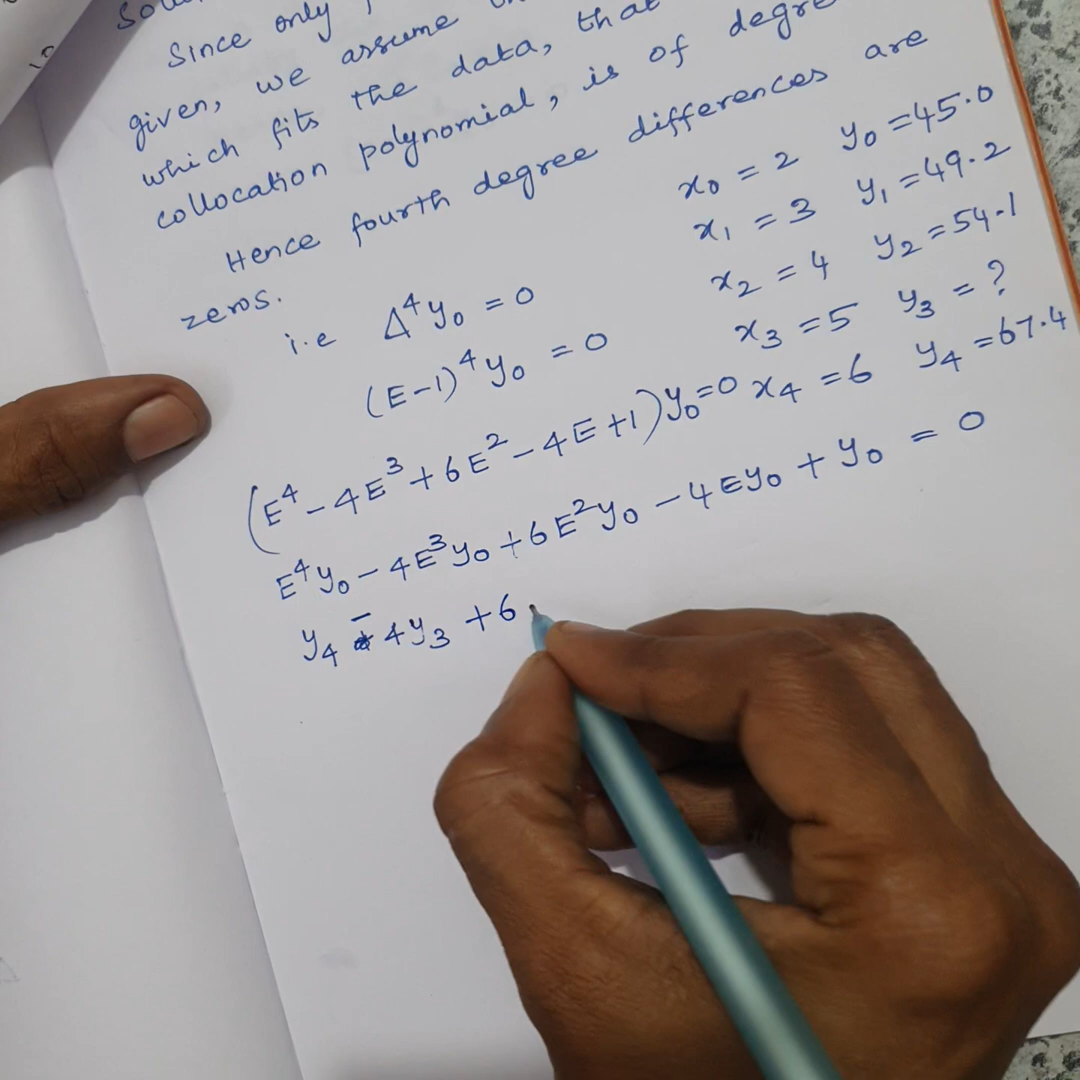 Since only
given, we assume
which fits the data, that
collocation polynomial, is of degre
Hence fourth degree differences are
zeros.
x₀ = 2 y₀ = 45.0
x₁ = 3 y₁ = 49.2
x₂ = 4 y₂ = 54.1
x₃ = 5 y₃ = ?
x₄ = 6 y₄ = 67.4
i.e Δ⁴y₀ = 0
(E-1)⁴y₀ = 0
(E⁴ - 4E³ + 6E² - 4E + 1)y₀ = 0
E⁴y₀ - 4E³y₀ + 6E²y₀ - 4Ey₀ + y₀ = 0
y₄ - 4y₃ + 6